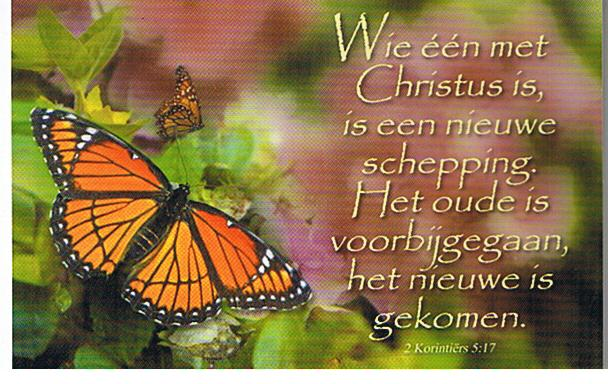 Wie één met
Christus is,
is een nieuwe
schepping.
Het oude is
voorbijgegaan,
het nieuwe is
gekomen.
2 Korintiërs 5:17